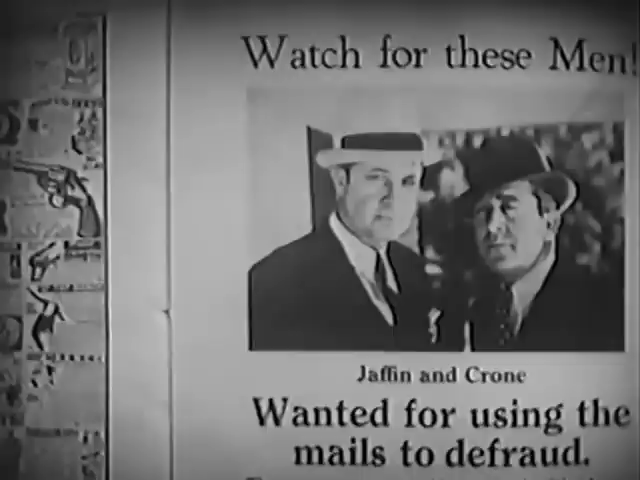 Watch for these Men!
Jaffin and Crone
Wanted for using the
mails to defraud.